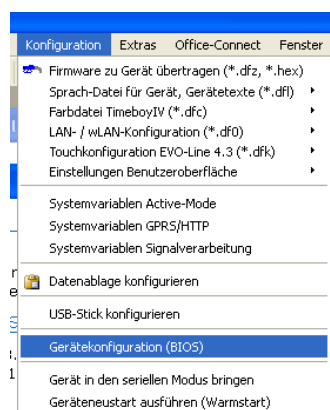 Konfiguration Extras Office-Connect Fenster
Firmware zu Gerät übertragen (*.dfz, *.hex)
Sprach-Datei für Gerät, Gerätetexte (*.dfl)
Farbdatei TimeboyIV (*.dfc)
LAN- / wLAN-Konfiguration (*.df0)
Touchkonfiguration EVO-Line 4.3 (*.dfk)
Einstellungen Benutzeroberfläche
Systemvariablen Active-Mode
Systemvariablen GPRS/HTTP
Systemvariablen Signalverarbeitung
Datenablage konfigurieren
USB-Stick konfigurieren
Gerätekonfiguration (BIOS)
Gerät in den seriellen Modus bringen
Geräteneustart ausführen (Warmstart)